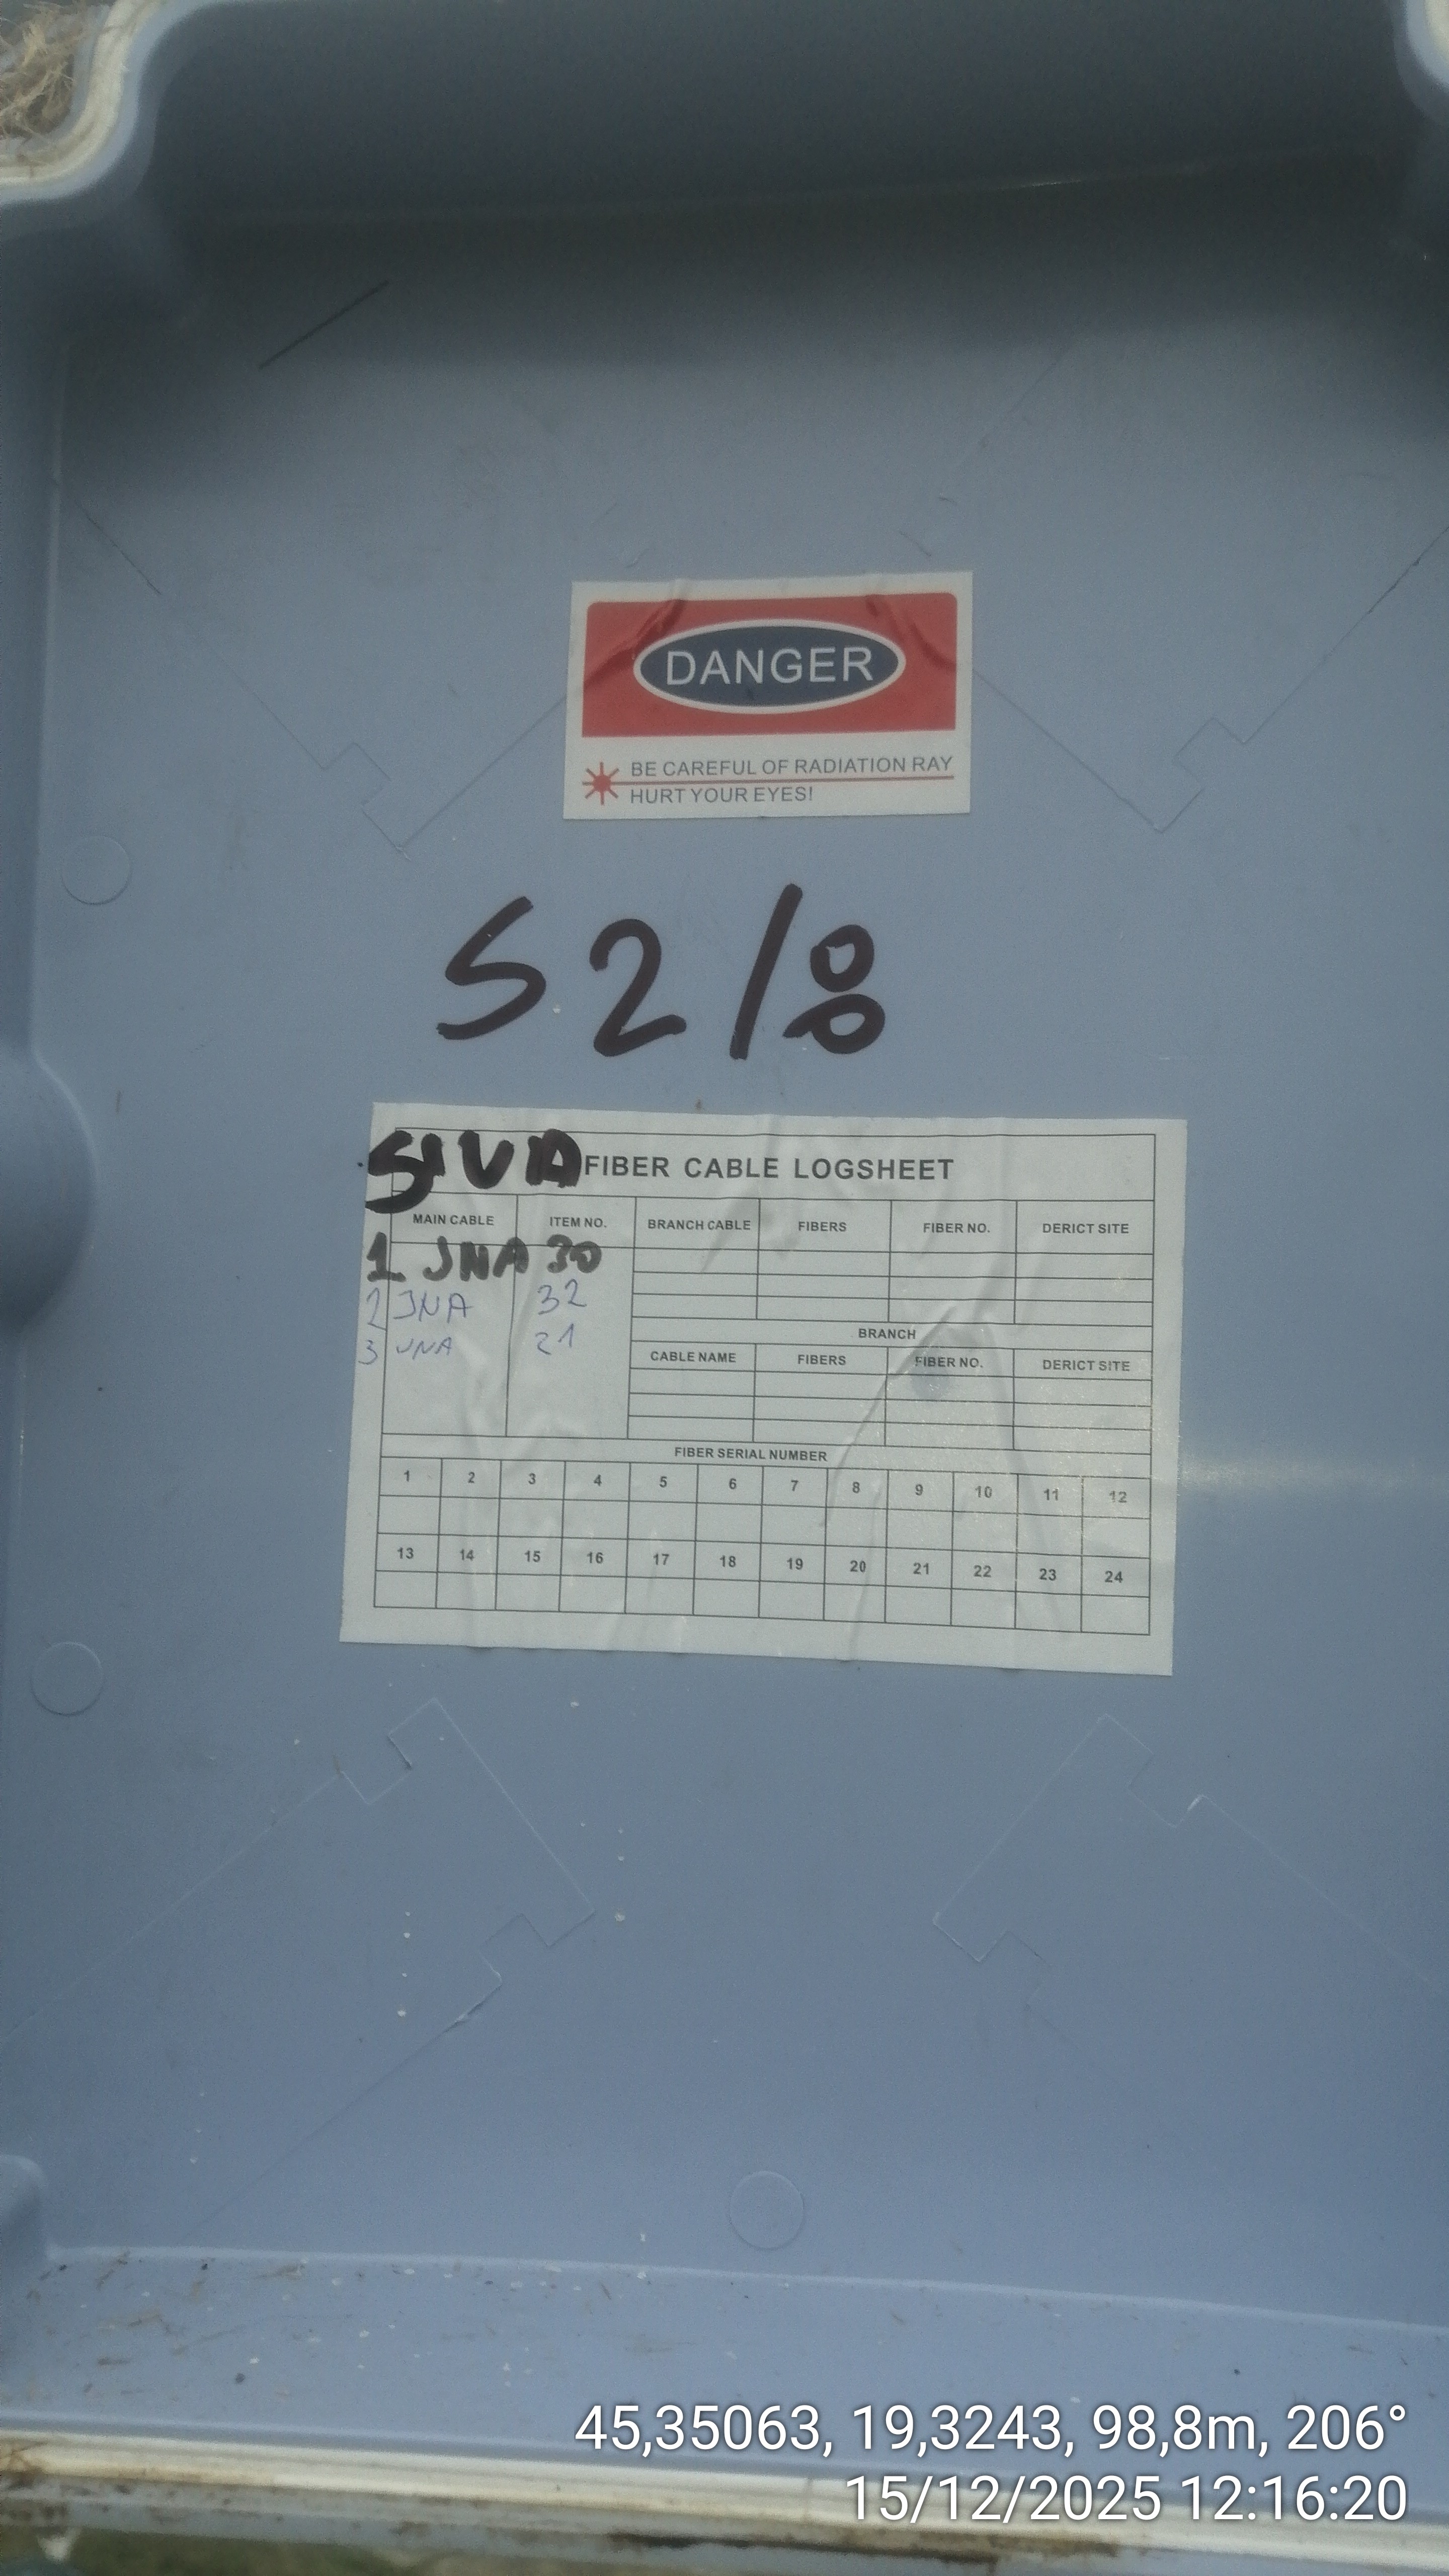 DANGER
BE CAREFUL OF RADIATION RAY
HURT YOUR EYES!
S2/8
SIVA FIBER CABLE LOGSHEET
MAIN CABLE ITEM NO. BRANCH CABLE FIBERS FIBER NO. DERICT SITE
1 JNA 30
2 JNA 32
3 JNA 21
BRANCH
CABLE NAME FIBERS FIBER NO. DERICT SITE
FIBER SERIAL NUMBER
1 2 3 4 5 6 7 8 9 10 11 12
13 14 15 16 17 18 19 20 21 22 23 24
45,35063, 19,3243, 98,8m, 206°
15/12/2025 12:16:20